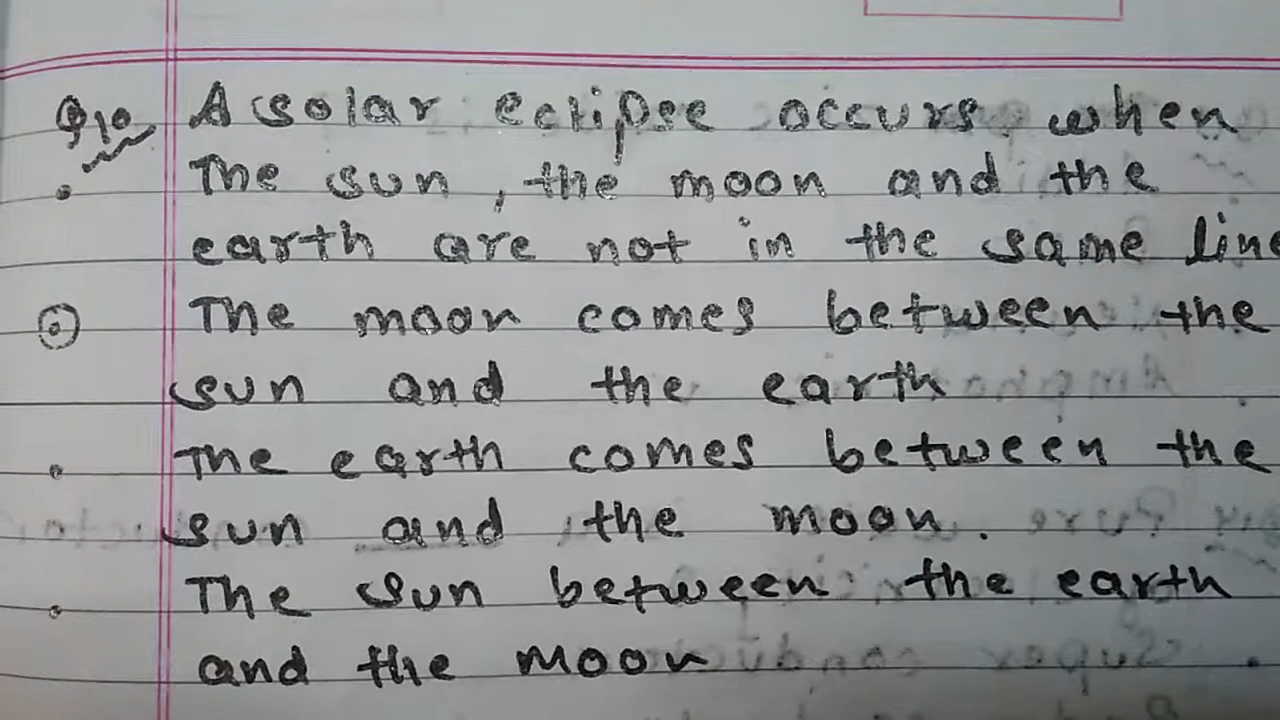 Q10 A solar eclipse occurs when
• The sun, the moon and the
earth are not in the same line
⊙ The moon comes between the
sun and the earth
• The earth comes between the
sun and the moon.
• The sun between the earth
and the moon